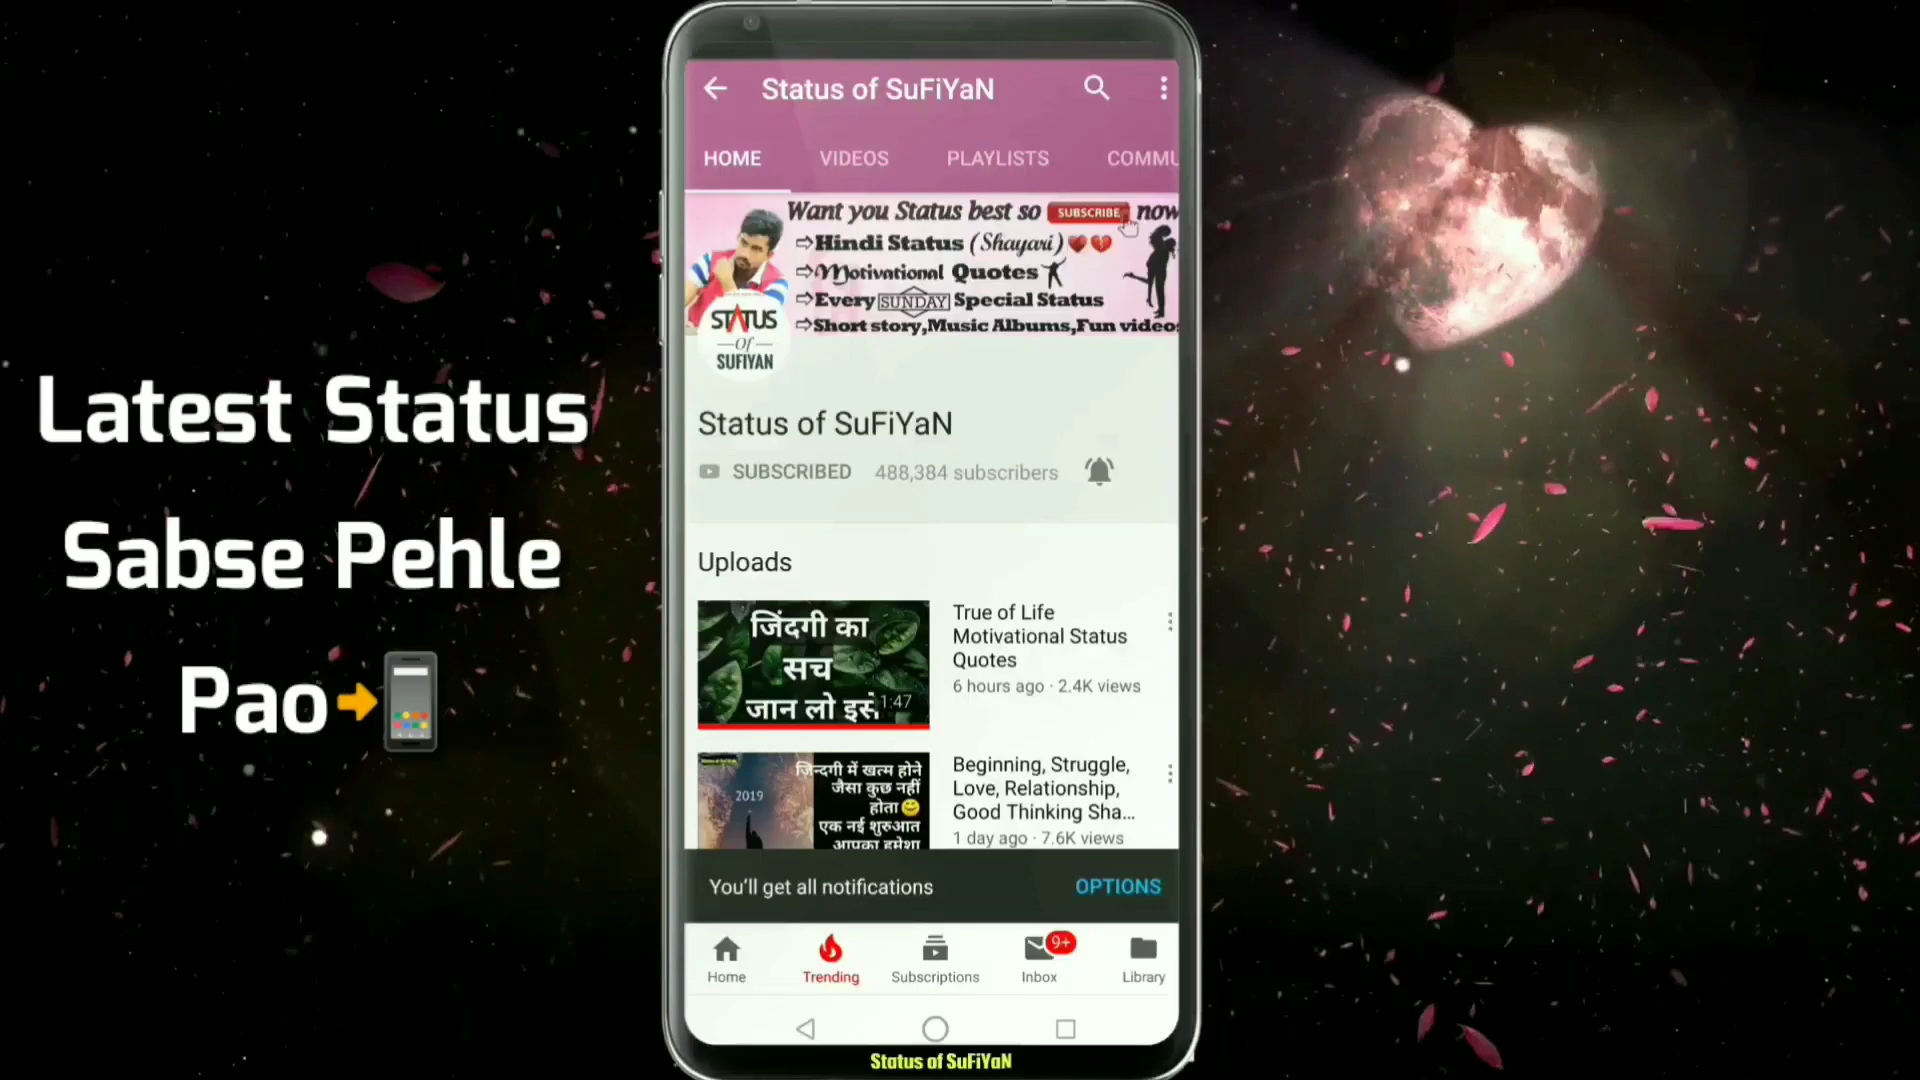 Latest Status
Sabse Pehle
Pao
Status of SuFiYaN
HOME VIDEOS PLAYLISTS COMMU
Want you Status best so SUBSCRIBE now
⇨Hindi Status (Shayari)
⇨Motivational Quotes
⇨Every SUNDAY Special Status
⇨Short story,Music Albums,Fun videos
STATUS
Of
SUFIYAN
Status of SuFiYaN
SUBSCRIBED 488,384 subscribers
Uploads
जिंदगी का
सच
जान लो इसे
1:47
True of Life
Motivational Status
Quotes
6 hours ago · 2.4K views
2019
जिन्दगी में खत्म होने
जैसा कुछ नहीं
होता
एक नई शुरुआत
आपका हमेशा
Beginning, Struggle,
Love, Relationship,
Good Thinking Sha...
1 day ago · 7.6K views
You'll get all notifications OPTIONS
9+
Home Trending Subscriptions Inbox Library
Status of SuFiYaN